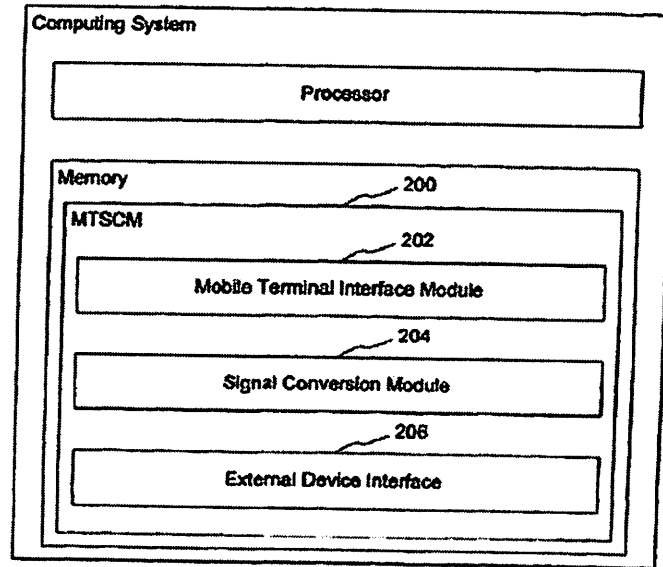 Computing System
Processor
Memory
200
MTSCM
202
Mobile Terminal Interface Module
204
Signal Conversion Module
206
External Device Interface